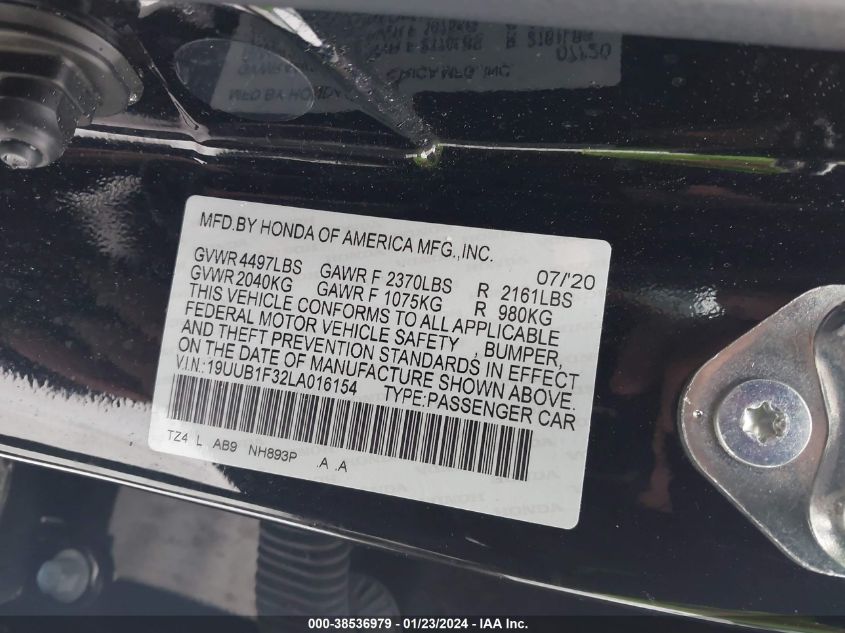 MFD.BY HONDA OF AMERICA MFG.,INC.
07/'20
GVWR 4497LBS GAWR F 2370LBS R 2161LBS
GVWR 2040KG GAWR F 1075KG R 980KG
THIS VEHICLE CONFORMS TO ALL APPLICABLE
FEDERAL MOTOR VEHICLE SAFETY , BUMPER,
AND THEFT PREVENTION STANDARDS IN EFFECT
ON THE DATE OF MANUFACTURE SHOWN ABOVE.
V.I.N.:19UUB1F32LA016154 TYPE:PASSENGER CAR
TZ4 L AB9 NH893P .A .A
000-38536979 / 01/23/2024 - IAA Inc.